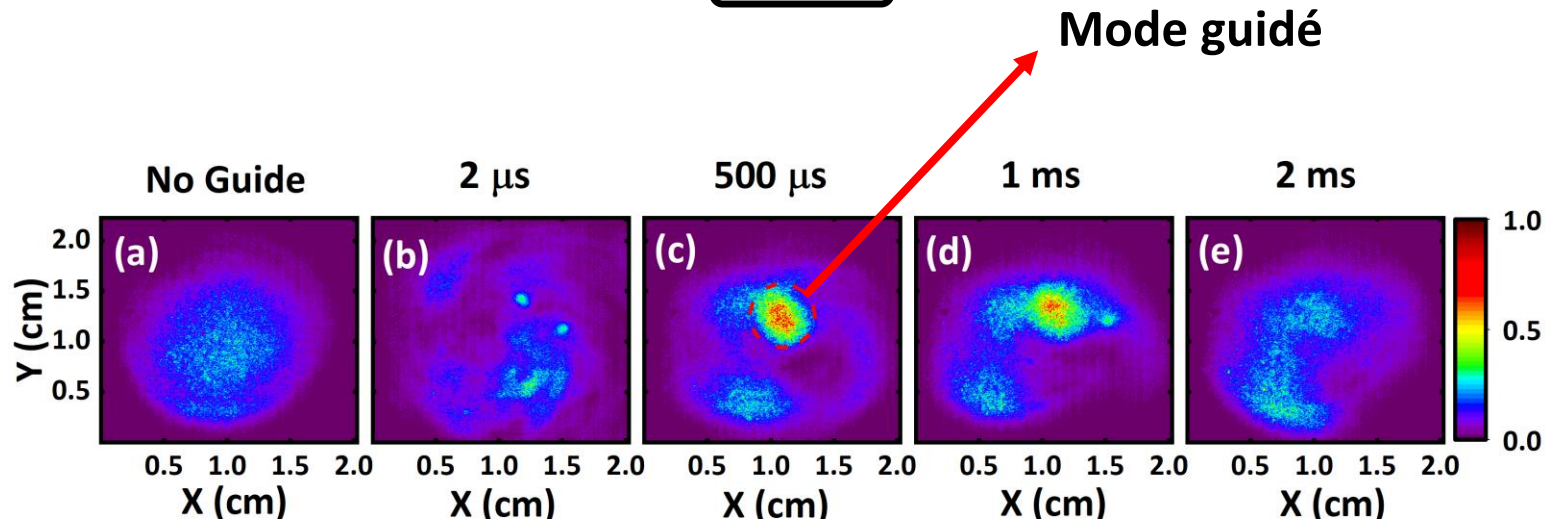 Mode guidé
No Guide
2 μs
500 μs
1 ms
2 ms
(a)
(b)
(c)
(d)
(e)
Y (cm)
2.0
1.5
1.0
0.5
1.0
0.5
0.0
0.5 1.0 1.5 2.0
0.5 1.0 1.5 2.0
0.5 1.0 1.5 2.0
0.5 1.0 1.5 2.0
0.5 1.0 1.5 2.0
X (cm)
X (cm)
X (cm)
X (cm)
X (cm)